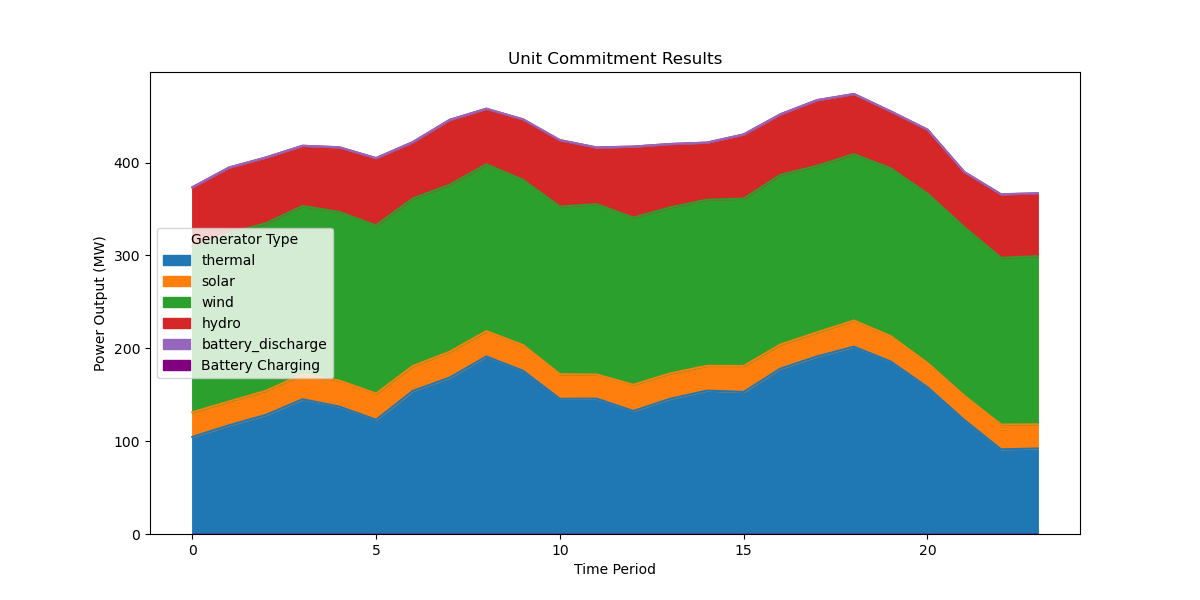 Unit Commitment Results
Power Output (MW)
400
300
200
100
0
Generator Type
thermal
solar
wind
hydro
battery_discharge
Battery Charging
0 5 10 15 20
Time Period